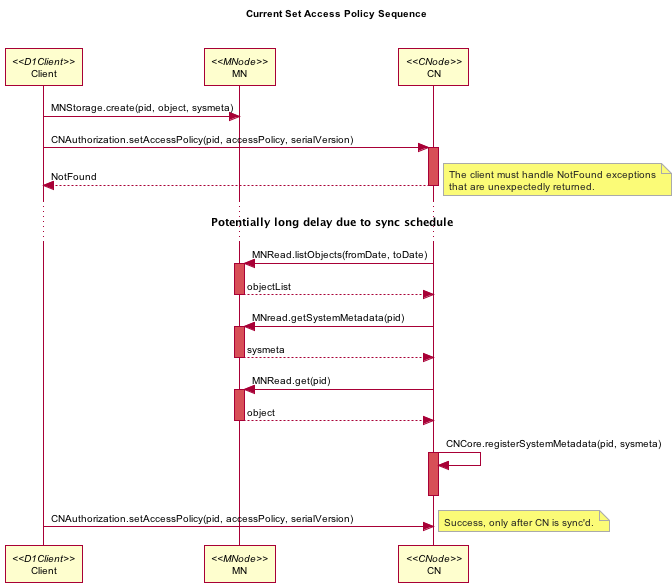 Current Set Access Policy Sequence
<<D1Client>>
Client
<<MNode>>
MN
<<CNode>>
CN
MNStorage.create(pid, object, sysmeta)
CNAuthorization.setAccessPolicy(pid, accessPolicy, serialVersion)
NotFound
The client must handle NotFound exceptions
that are unexpectedly returned.
Potentially long delay due to sync schedule
MNRead.listObjects(fromDate, toDate)
objectList
MNread.getSystemMetadata(pid)
sysmeta
MNRead.get(pid)
object
CNCore.registerSystemMetadata(pid, sysmeta)
CNAuthorization.setAccessPolicy(pid, accessPolicy, serialVersion)
Success, only after CN is sync'd.
<<D1Client>>
Client
<<MNode>>
MN
<<CNode>>
CN